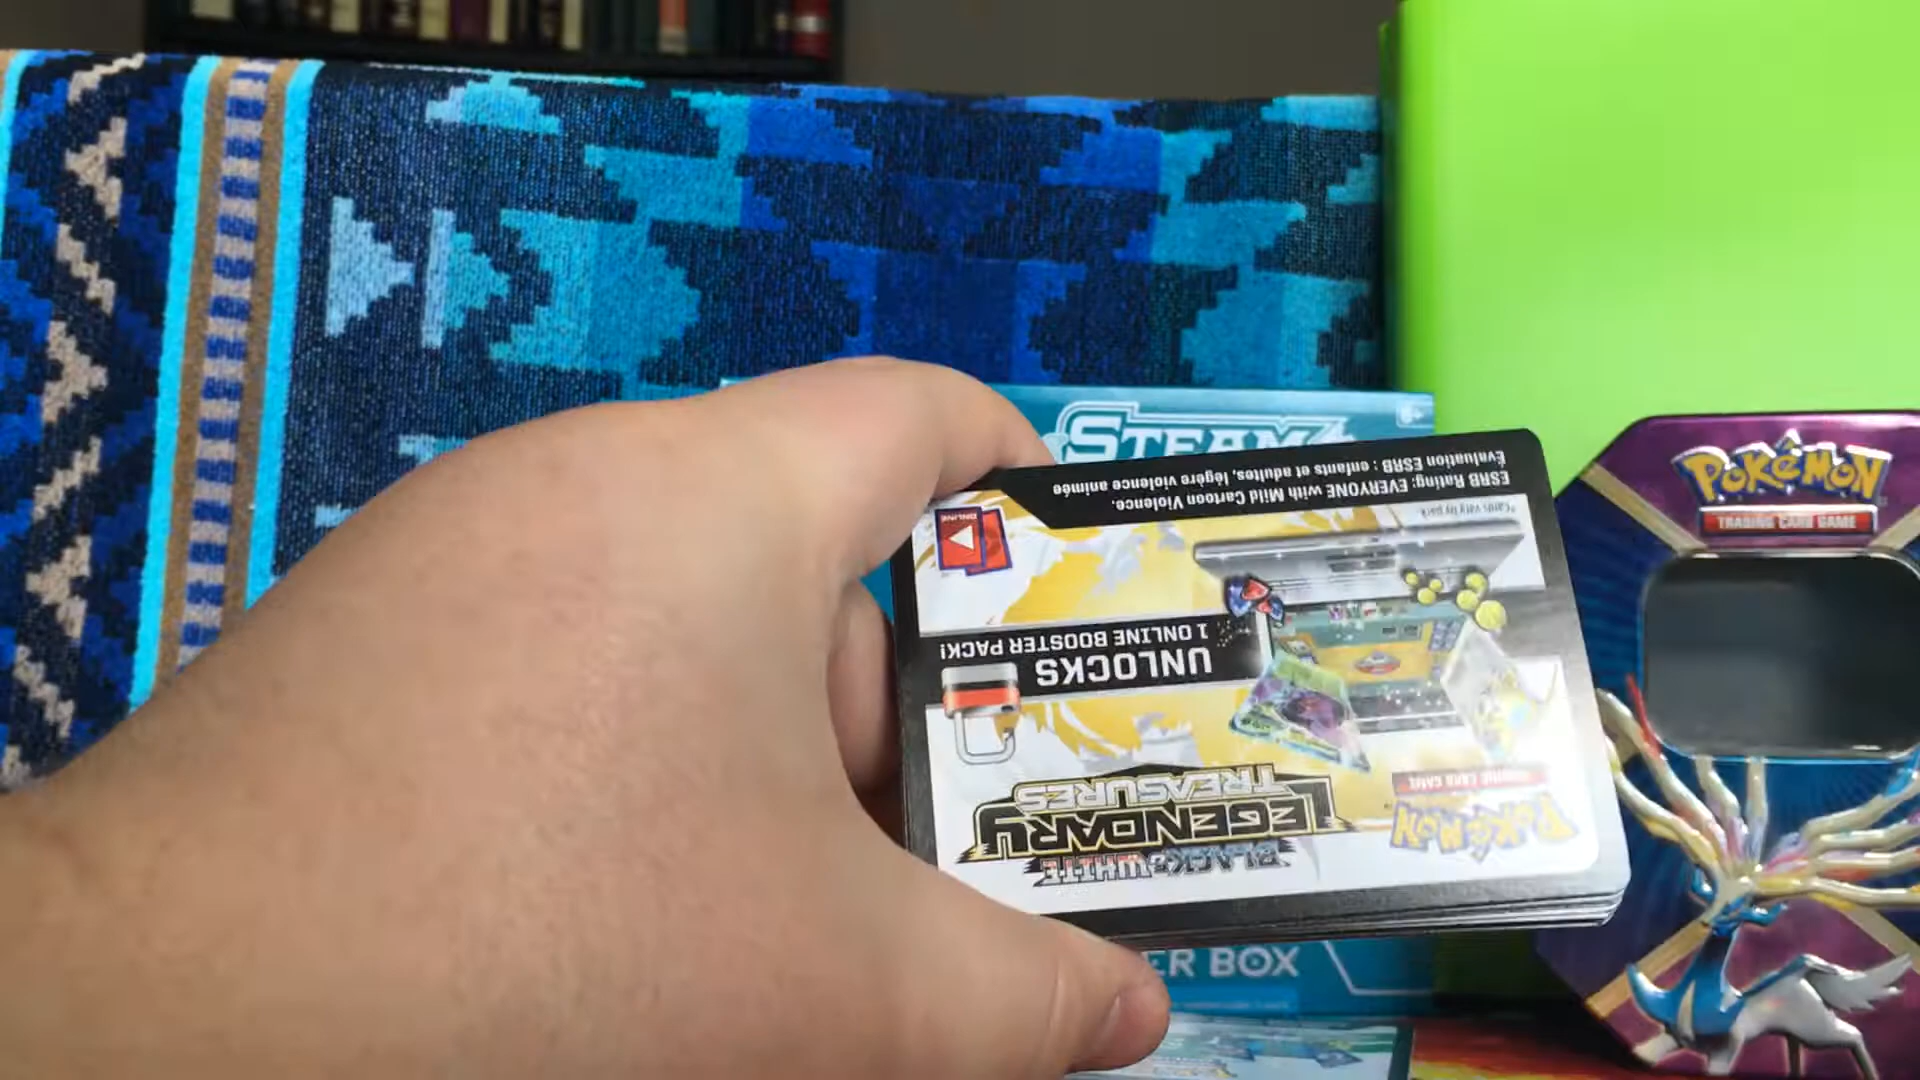 STEAM
6+
POKéMON
TRADING CARD GAME
POKéMON
TRADING CARD GAME
BLACK & WHITE
LEGENDARY
TREASURES
UNLOCKS
1 ONLINE BOOSTER PACK!
ONLINE
*Cards vary by pack
ESRB Rating: EVERYONE with Mild Cartoon Violence.
Évaluation ESRB : enfants et adultes, légère violence animée
ER BOX